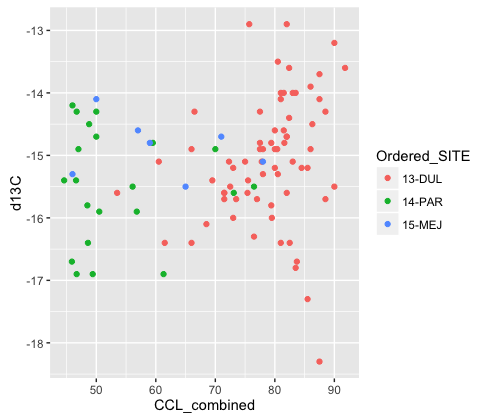 -13
-14
-15
-16
-17
-18
d13C
50
60
70
80
90
CCL_combined
Ordered_SITE
13-DUL
14-PAR
15-MEJ